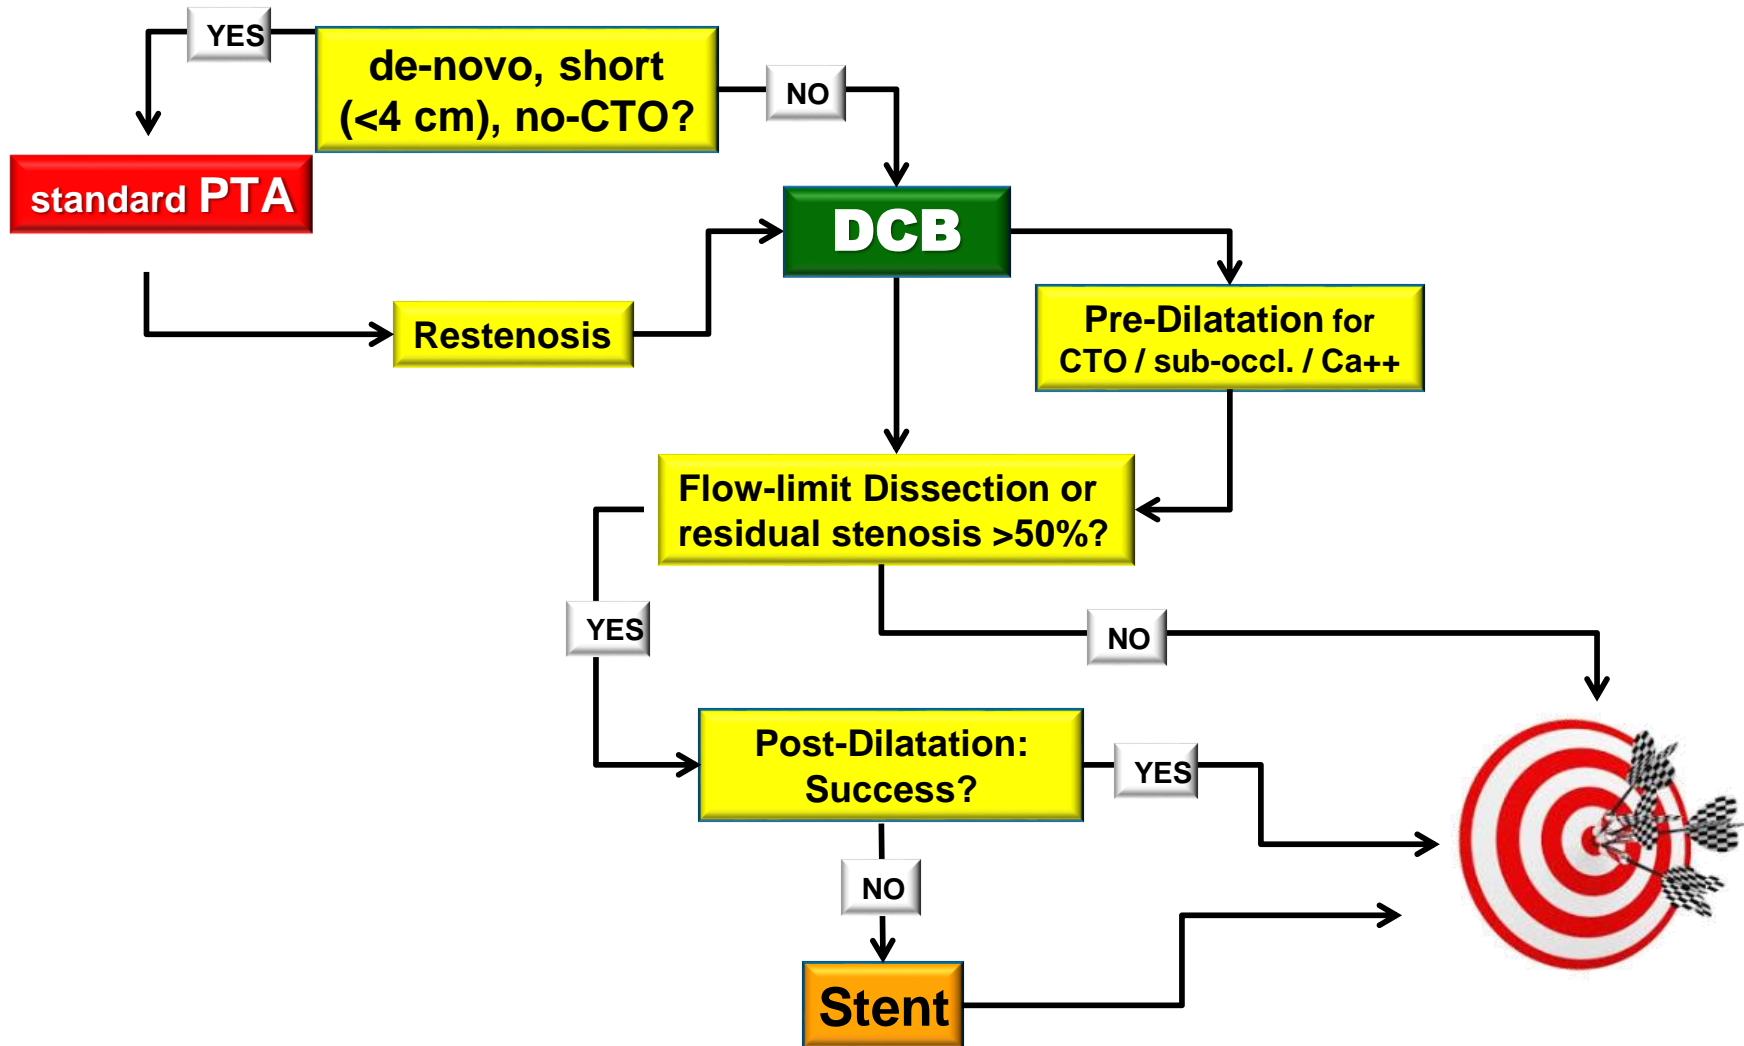 YES
de-novo, short
(<4 cm), no-CTO?
NO
standard PTA
DCB
Restenosis
Pre-Dilatation for
CTO / sub-occl. / Ca++
Flow-limit Dissection or
residual stenosis >50%?
YES
NO
Post-Dilatation:
Success?
YES
NO
Stent